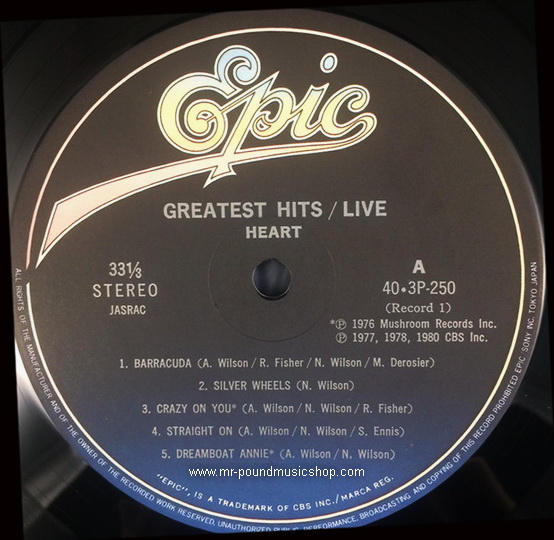 Epic
GREATEST HITS / LIVE
HEART
33⅓
STEREO
JASRAC
A
40•3P-250
(Record 1)
*Ⓟ 1976 Mushroom Records Inc.
Ⓟ 1977, 1978, 1980 CBS Inc.
1. BARRACUDA (A. Wilson / R. Fisher / N. Wilson / M. Derosier)
2. SILVER WHEELS (N. Wilson)
3. CRAZY ON YOU* (A. Wilson / N. Wilson / R. Fisher)
4. STRAIGHT ON (A. Wilson / N. Wilson / S. Ennis)
5. DREAMBOAT ANNIE* (A. Wilson / N. Wilson)
www.mr-poundmusicshop.com
"EPIC", IS A TRADEMARK OF CBS INC./MARCA REG.
ALL RIGHTS OF THE MANUFACTURER AND OF THE OWNER OF THE RECORDED WORK RESERVED. UNAUTHORIZED PUBLIC PERFORMANCE, BROADCASTING AND COPYING OF THIS RECORD PROHIBITED EPIC SONY INC. TOKYO JAPAN